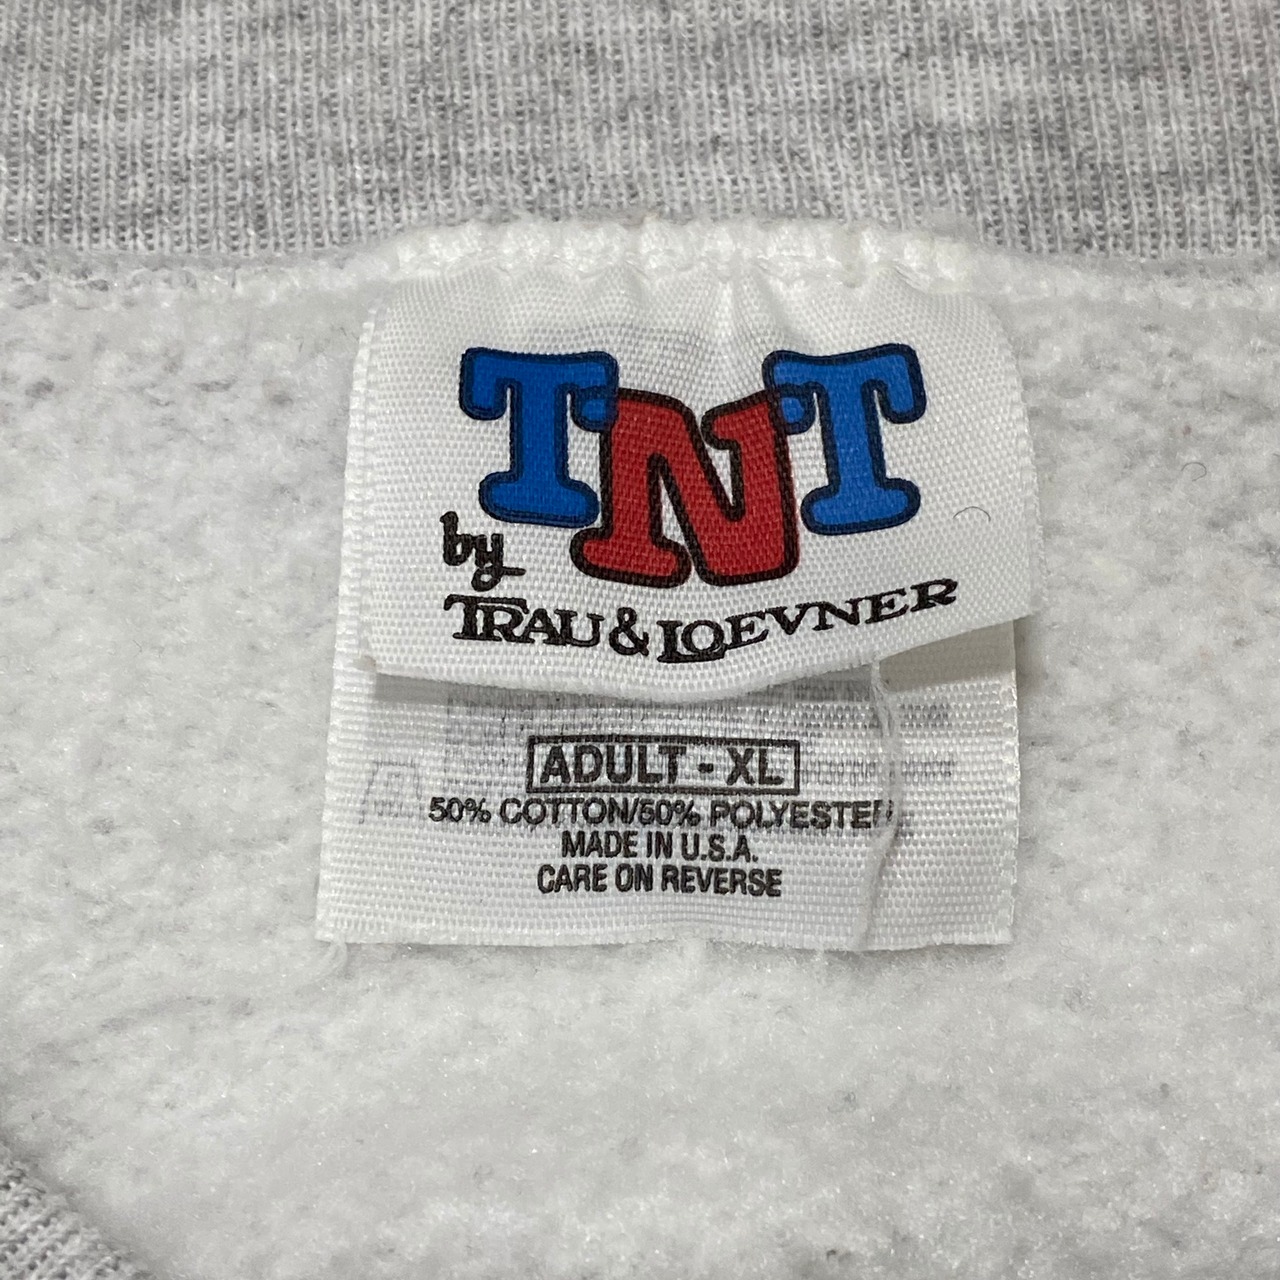 TNT
by
TRAU & LOEVNER
ADULT - XL
50% COTTON/50% POLYESTER
MADE IN U.S.A.
CARE ON REVERSE